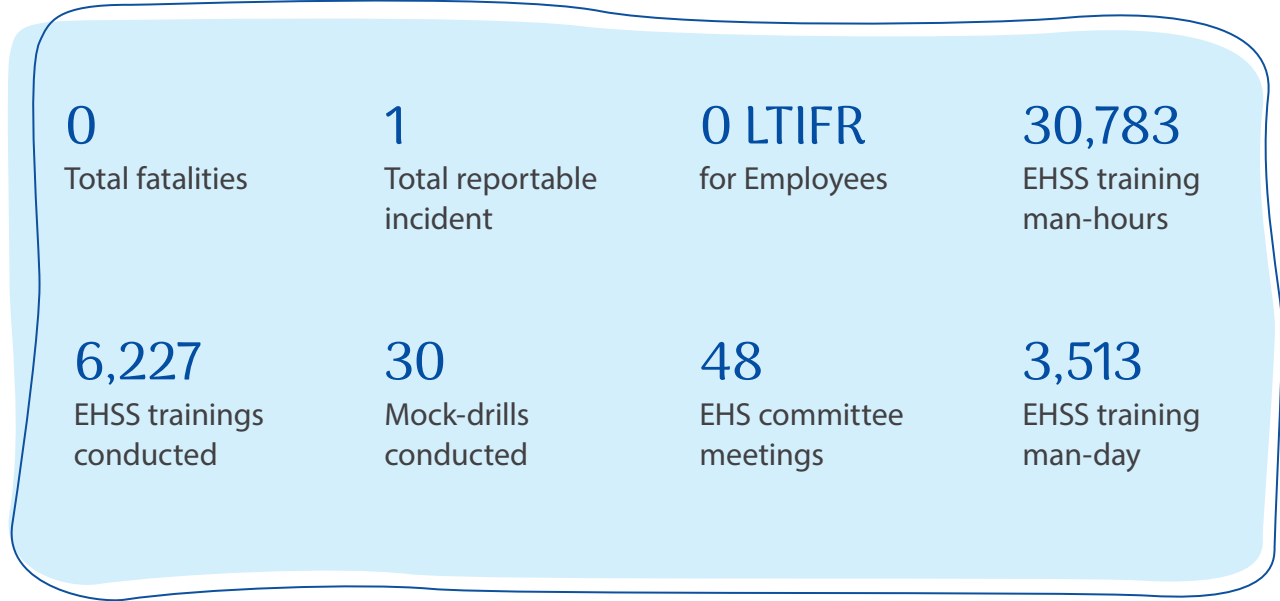 0
Total fatalities
1
Total reportable
incident
0 LTIFR
for Employees
30,783
EHSS training
man-hours
6,227
EHSS trainings
conducted
30
Mock-drills
conducted
48
EHS committee
meetings
3,513
EHSS training
man-day